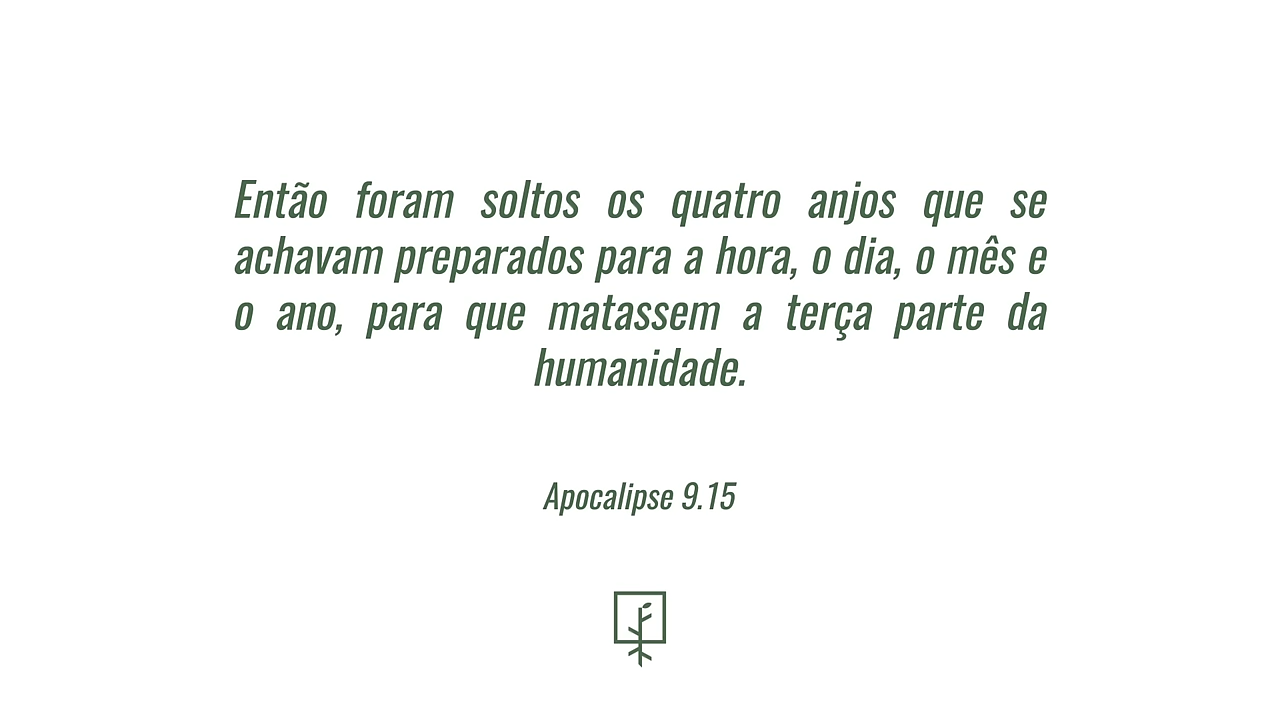 Então foram soltos os quatro anjos que se
achavam preparados para a hora, o dia, o mês e
o ano, para que matassem a terça parte da
humanidade.
Apocalipse 9.15